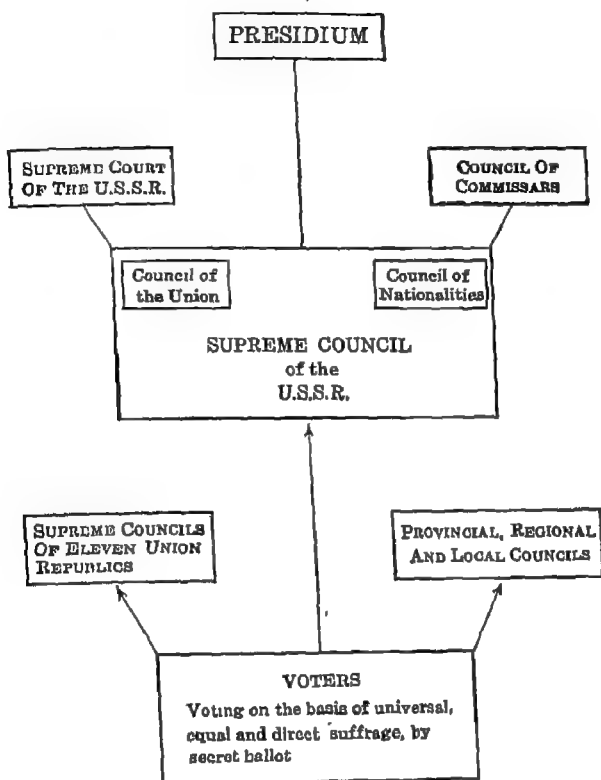 PRESIDIUM
SUPREME COURT
OF THE U.S.S.R.
COUNCIL OF
COMMISSARS
Council of
the Union
Council of
Nationalities
SUPREME COUNCIL
of the
U.S.S.R.
SUPREME COUNCILS
OF ELEVEN UNION
REPUBLICS
PROVINCIAL, REGIONAL
AND LOCAL COUNCILS
VOTERS
Voting on the basis of universal,
equal and direct suffrage, by
secret ballot